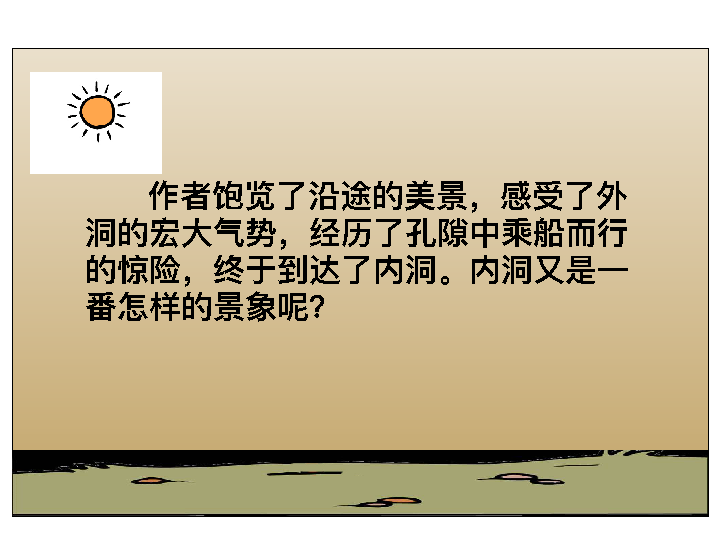 作者饱览了沿途的美景，感受了外
洞的宏大气势，经历了孔隙中乘船而行
的惊险，终于到达了内洞。内洞又是一
番怎样的景象呢?